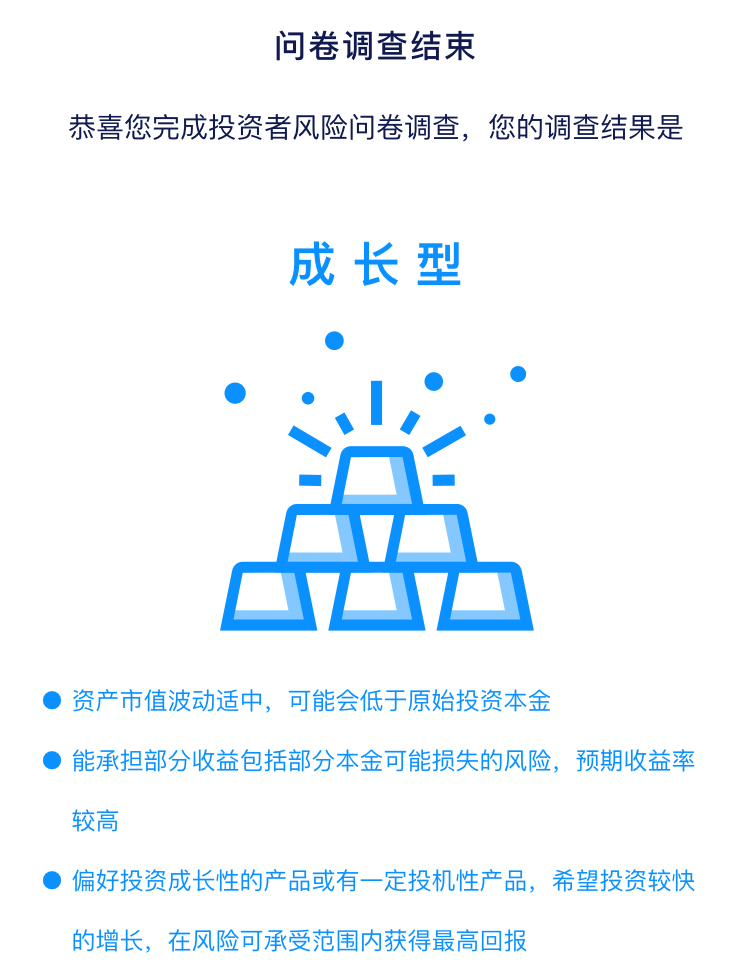 问卷调查结束
恭喜您完成投资者风险问卷调查，您的调查结果是
成长型
资产市值波动适中，可能会低于原始投资本金
能承担部分收益包括部分本金可能损失的风险，预期收益率
较高
偏好投资成长性的产品或有一定投机性产品，希望投资较快
的增长，在风险可承受范围内获得最高回报